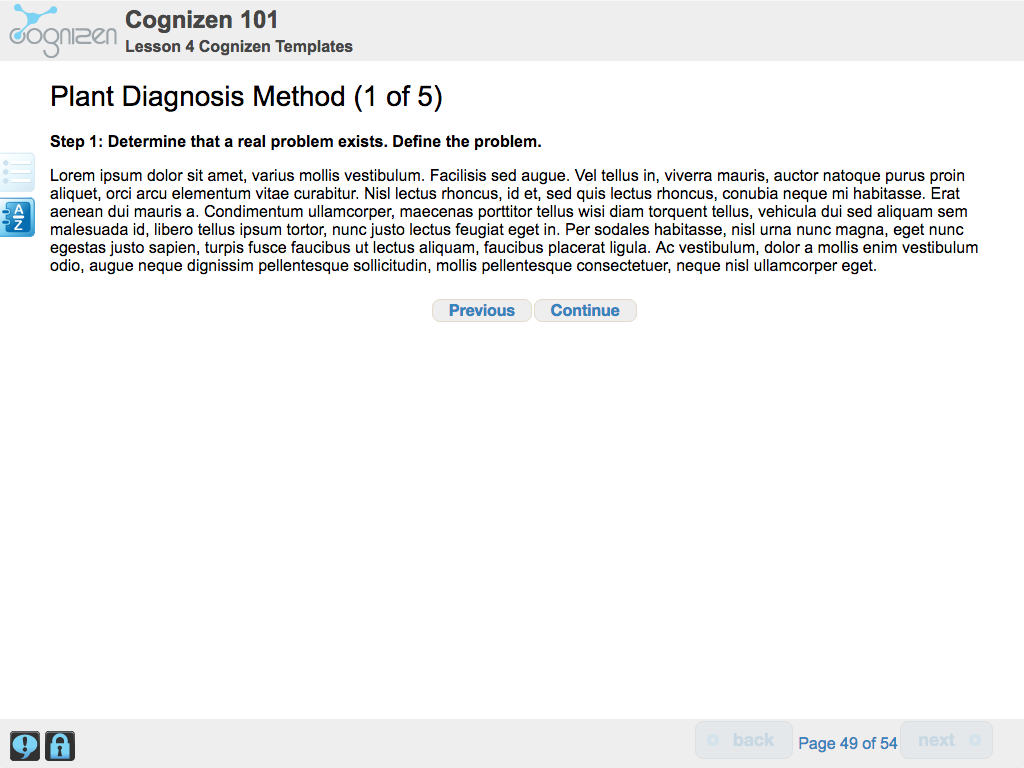 cognizen
Cognizen 101
Lesson 4 Cognizen Templates
Plant Diagnosis Method (1 of 5)
Step 1: Determine that a real problem exists. Define the problem.
Lorem ipsum dolor sit amet, varius mollis vestibulum. Facilisis sed augue. Vel tellus in, viverra mauris, auctor natoque purus proin
aliquet, orci arcu elementum vitae curabitur. Nisl lectus rhoncus, id et, sed quis lectus rhoncus, conubia neque mi habitasse. Erat
aenean dui mauris a. Condimentum ullamcorper, maecenas porttitor tellus wisi diam torquent tellus, vehicula dui sed aliquam sem
malesuada id, libero tellus ipsum tortor, nunc justo lectus feugiat eget in. Per sodales habitasse, nisl urna nunc magna, eget nunc
egestas justo sapien, turpis fusce faucibus ut lectus aliquam, faucibus placerat ligula. Ac vestibulum, dolor a mollis enim vestibulum
odio, augue neque dignissim pellentesque sollicitudin, mollis pellentesque consectetuer, neque nisl ullamcorper eget.
A
Z
Previous Continue
back Page 49 of 54 next